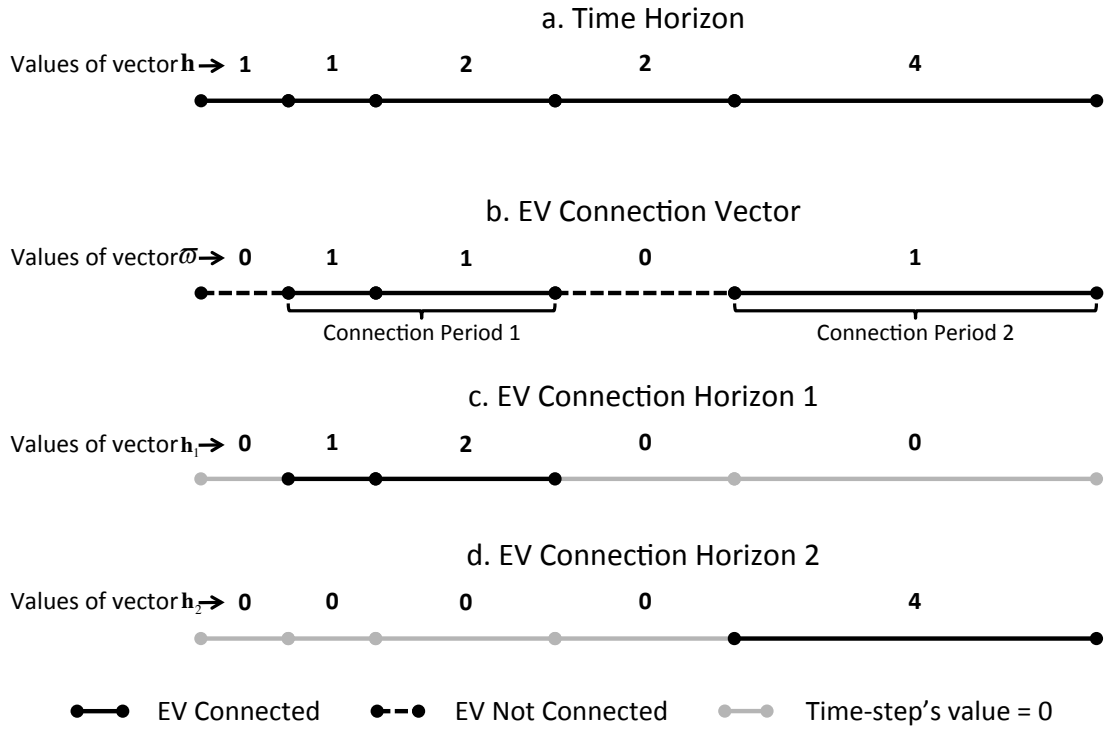 a. Time Horizon
Values of vector h → 1 1 2 2 4
b. EV Connection Vector
Values of vector ϖ → 0 1 1 0 1
Connection Period 1 Connection Period 2
c. EV Connection Horizon 1
Values of vector h₁ → 0 1 2 0 0
d. EV Connection Horizon 2
Values of vector h₂ → 0 0 0 0 4
EV Connected EV Not Connected Time-step's value = 0